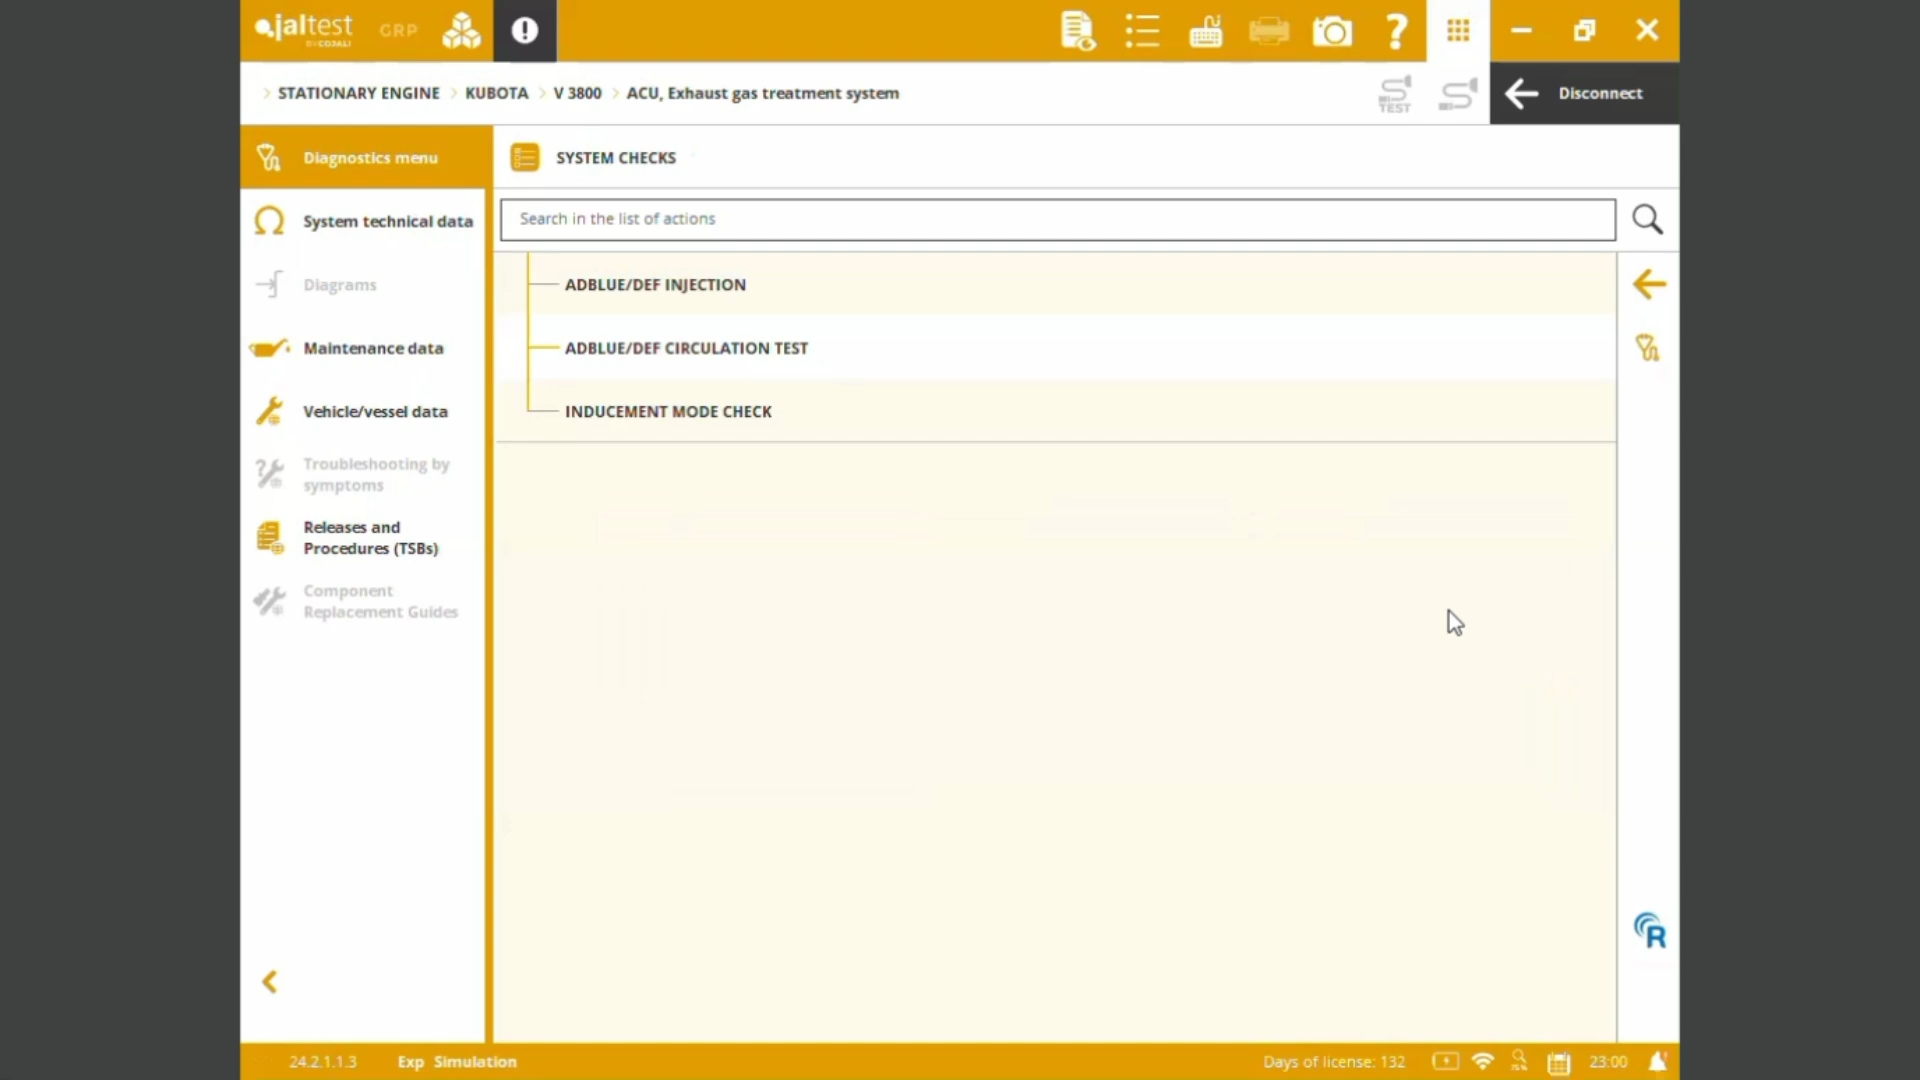 jaltest
BY COJALI
GRP
STATIONARY ENGINE
KUBOTA
V 3800
ACU, Exhaust gas treatment system
TEST
Disconnect
Diagnostics menu
SYSTEM CHECKS
System technical data
Search in the list of actions
Diagrams
ADBLUE/DEF INJECTION
Maintenance data
ADBLUE/DEF CIRCULATION TEST
Vehicle/vessel data
INDUCEMENT MODE CHECK
Troubleshooting by
symptoms
Releases and
Procedures (TSBs)
Component
Replacement Guides
R
24.2.1.1.3
Exp Simulation
Days of license: 132
23:00